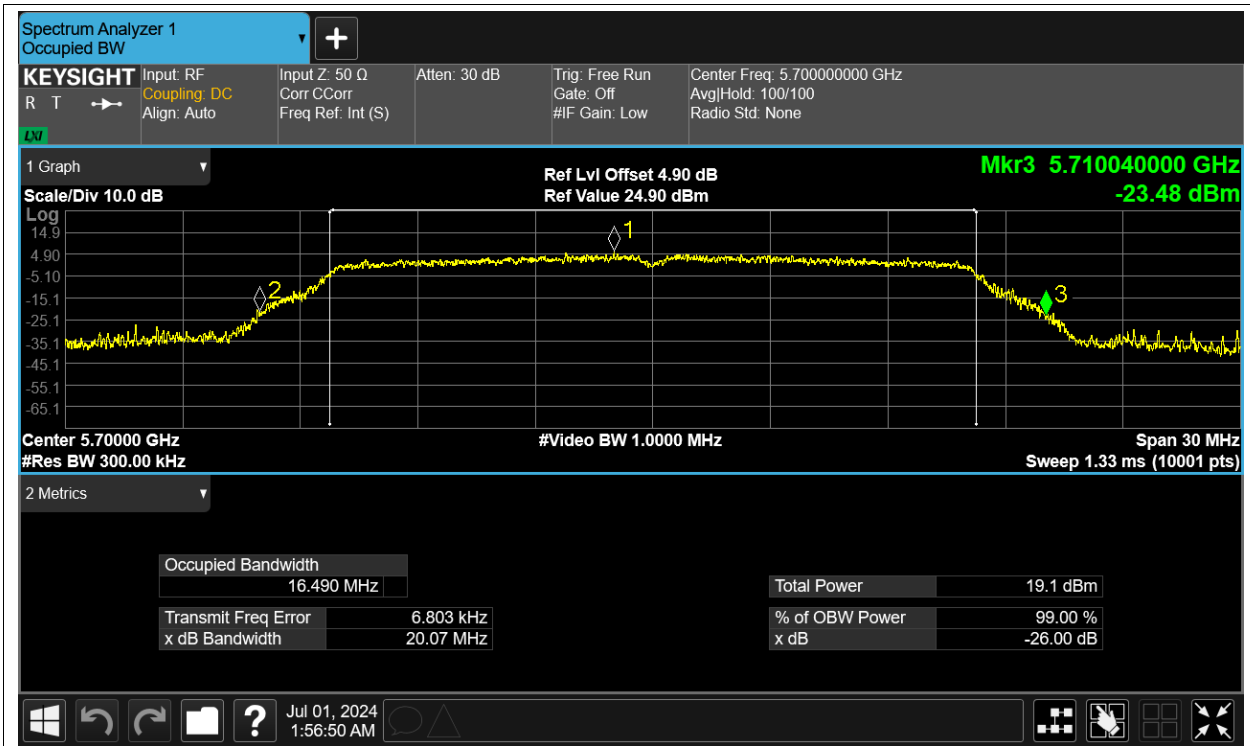 Spectrum Analyzer 1
Occupied BW
KEYSIGHT
R T
LXI
Input: RF
Coupling: DC
Align: Auto
Input Z: 50 Ω
Corr CCorr
Freq Ref: Int (S)
Atten: 30 dB
Trig: Free Run
Gate: Off
#IF Gain: Low
Center Freq: 5.700000000 GHz
Avg|Hold: 100/100
Radio Std: None
1 Graph
Scale/Div 10.0 dB
Ref Lvl Offset 4.90 dB
Ref Value 24.90 dBm
Mkr3 5.710040000 GHz
-23.48 dBm
Log
14.9
4.90
-5.10
-15.1
-25.1
-35.1
-45.1
-55.1
-65.1
1
2
3
Center 5.70000 GHz
#Res BW 300.00 kHz
#Video BW 1.0000 MHz
Span 30 MHz
Sweep 1.33 ms (10001 pts)
2 Metrics
Occupied Bandwidth
16.490 MHz
Transmit Freq Error 6.803 kHz
x dB Bandwidth 20.07 MHz
Total Power 19.1 dBm
% of OBW Power 99.00 %
x dB -26.00 dB
?
Jul 01, 2024
1:56:50 AM